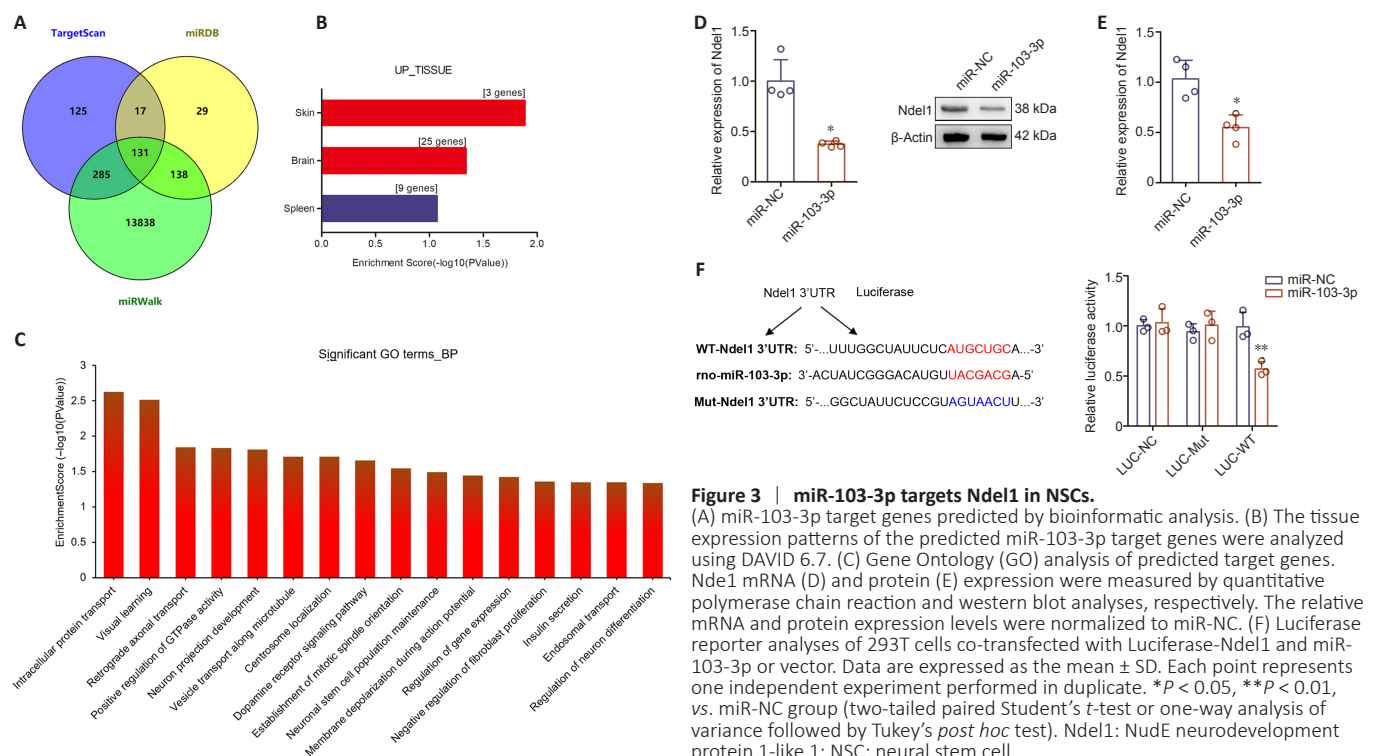 A
TargetScan
miRDB
125
17
29
131
285
138
13838
miRWalk
B
UP_TISSUE
[3 genes]
Skin
[25 genes]
Brain
[9 genes]
Spleen
0.0 0.5 1.0 1.5 2.0
Enrichment Score(-log10(PValue))
C
Significant GO terms_BP
EnrichmentScore (−log10(PValue))
3
2.5
2
1.5
1
0.5
0
Intracellular protein transport
Visual learning
Retrograde axonal transport
Positive regulation of GTPase activity
Neuron projection development
Vesicle transport along microtubule
Centrosome localization
Dopamine receptor signaling pathway
Establishment of mitotic spindle orientation
Neuronal stem cell population maintenance
Membrane depolarization during action potential
Regulation of gene expression
Negative regulation of fibroblast proliferation
Insulin secretion
Endosomal transport
Regulation of neuron differentiation
D
Relative expression of Ndel1
1.5
1.0
0.5
0
*
miR-NC
miR-103-3p
miR-NC
miR-103-3p
Ndel1 38 kDa
β-Actin 42 kDa
E
Relative expression of Ndel1
1.5
1.0
0.5
0
*
miR-NC
miR-103-3p
F
Ndel1 3’UTR Luciferase
WT-Ndel1 3’UTR: 5’-...UUUGGCUAUUCUCAUGCUGCA...-3’
rno-miR-103-3p: 3’-ACUAUCGGGACAUGUUACGACGA-5’
Mut-Ndel1 3’UTR: 5’-...GGCUAUUCUCCGUAGUAACUU...-3’
Relative luciferase activity
1.5
1.0
0.5
0
miR-NC
miR-103-3p
**
LUC-NC
LUC-Mut
LUC-WT
Figure 3 | miR-103-3p targets Ndel1 in NSCs.
(A) miR-103-3p target genes predicted by bioinformatic analysis. (B) The tissue
expression patterns of the predicted miR-103-3p target genes were analyzed
using DAVID 6.7. (C) Gene Ontology (GO) analysis of predicted target genes.
Nde1 mRNA (D) and protein (E) expression were measured by quantitative
polymerase chain reaction and western blot analyses, respectively. The relative
mRNA and protein expression levels were normalized to miR-NC. (F) Luciferase
reporter analyses of 293T cells co-transfected with Luciferase-Ndel1 and miR-
103-3p or vector. Data are expressed as the mean ± SD. Each point represents
one independent experiment performed in duplicate. *P < 0.05, **P < 0.01,
vs. miR-NC group (two-tailed paired Student’s t-test or one-way analysis of
variance followed by Tukey’s post hoc test). Ndel1: NudE neurodevelopment
protein 1-like 1; NSC: neural stem cell